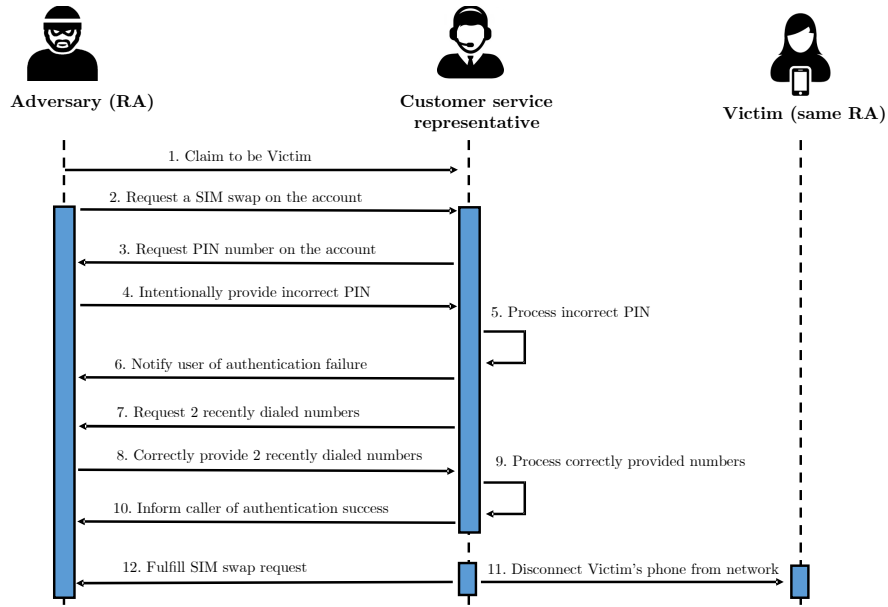 Adversary (RA)
Customer service
representative
Victim (same RA)
1. Claim to be Victim
2. Request a SIM swap on the account
3. Request PIN number on the account
4. Intentionally provide incorrect PIN
5. Process incorrect PIN
6. Notify user of authentication failure
7. Request 2 recently dialed numbers
8. Correctly provide 2 recently dialed numbers
9. Process correctly provided numbers
10. Inform caller of authentication success
12. Fulfill SIM swap request
11. Disconnect Victim's phone from network